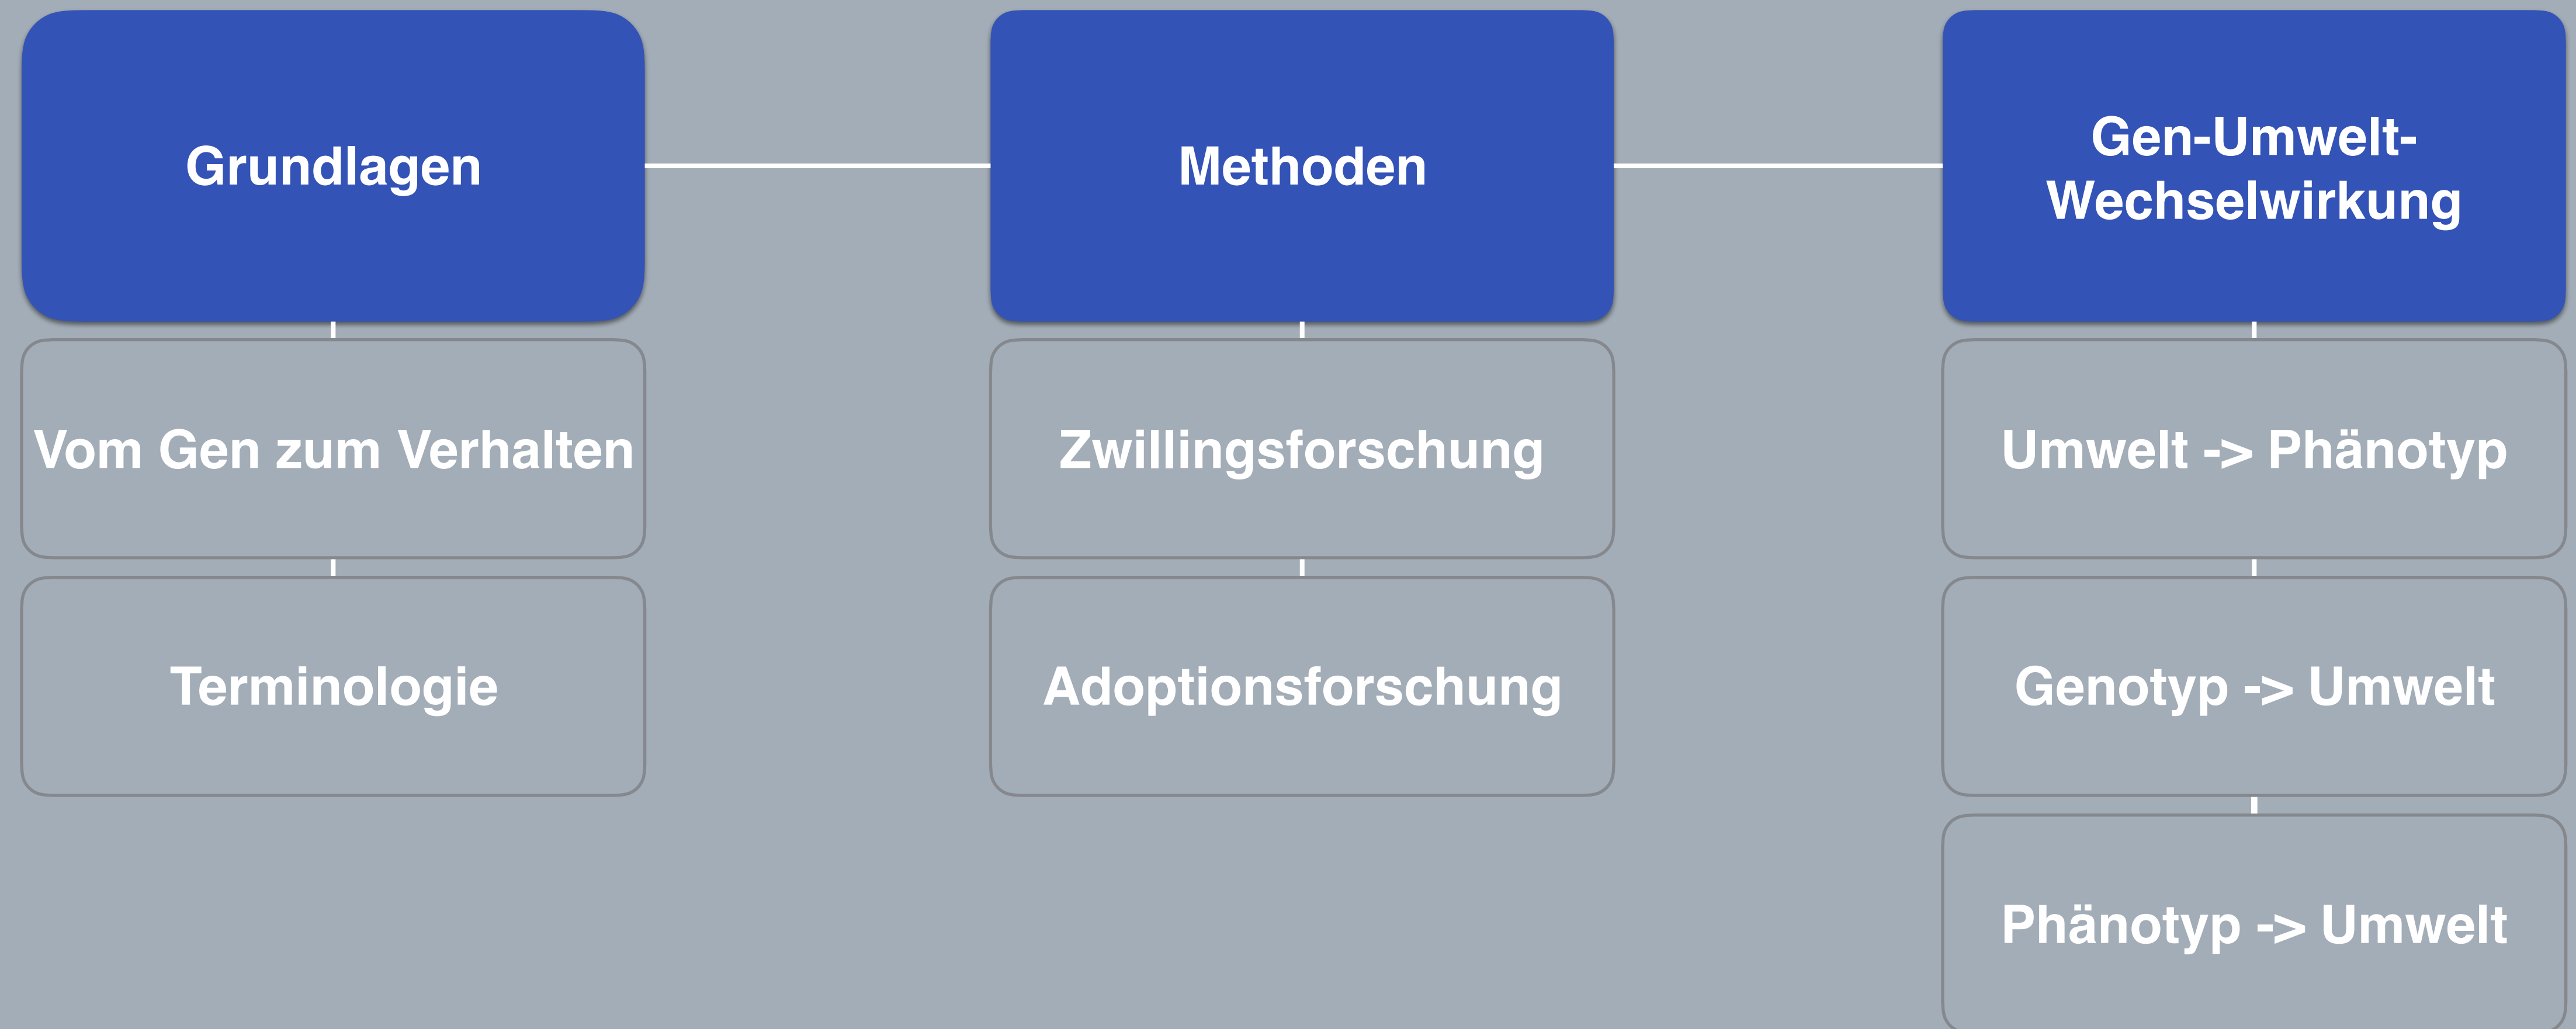 Grundlagen
Vom Gen zum Verhalten
Terminologie
Methoden
Zwillingsforschung
Adoptionsforschung
Gen-Umwelt-
Wechselwirkung
Umwelt -> Phänotyp
Genotyp -> Umwelt
Phänotyp -> Umwelt